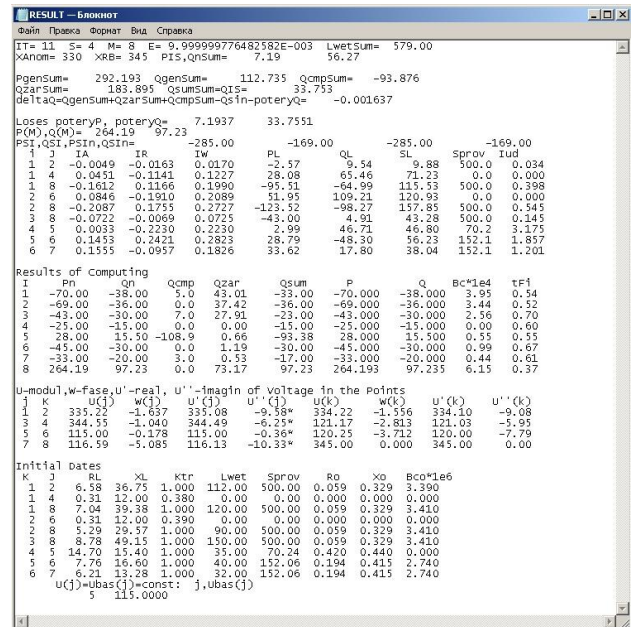 RESULT — Блокнот
Файл Правка Формат Вид Справка
IT= 11 S= 4 M= 8 E= 9.999999776482582E-003 LwetSum= 579.00
XAnom= 330 XRB= 345 PIS,QnSum= 7.19 56.27
PgenSum= 292.193 QgenSum= 112.735 QcmpSum= -93.876
QzarSum= 183.895 QsumSum=QIS= 33.753
deltaQ=QgenSum+QzarSum+QcmpSum-Qsin-poteryQ= -0.001637
Loses poteryP, poteryQ= 7.1937 33.7551
P(M),Q(M)= 264.19 97.23
PSI,QSI,PSIn,QSIn= -285.00 -169.00 -285.00 -169.00
i J IA IR IW PL QL SL Sprov Iud
1 2 -0.0049 -0.0163 0.0170 -2.57 9.54 9.88 500.0 0.034
1 4 0.0451 -0.1141 0.1227 28.08 65.46 71.23 0.0 0.000
1 8 -0.1612 0.1166 0.1990 -95.51 -64.99 115.53 500.0 0.398
2 6 0.0846 -0.1910 0.2089 51.95 109.21 120.93 0.0 0.000
2 8 -0.2087 0.1755 0.2727 -123.52 -98.27 157.85 500.0 0.545
3 8 -0.0722 -0.0069 0.0725 -43.00 4.91 43.28 500.0 0.145
4 5 0.0033 -0.2230 0.2230 2.99 46.71 46.80 70.2 3.175
5 6 0.1453 0.2421 0.2823 28.79 -48.30 56.23 152.1 1.857
6 7 0.1555 -0.0957 0.1826 33.62 17.80 38.04 152.1 1.201
Results of Computing
I Pn Qn Qcmp Qzar Qsum P Q Bc*1e4 tFi
1 -70.00 -38.00 5.0 43.01 -33.00 -70.000 -38.000 3.95 0.54
2 -69.00 -36.00 0.0 37.42 -36.00 -69.000 -36.000 3.44 0.52
3 -43.00 -30.00 7.0 27.91 -23.00 -43.000 -30.000 2.56 0.70
4 -25.00 -15.00 0.0 0.00 -15.00 -25.000 -15.000 0.00 0.60
5 28.00 15.50 -108.9 0.66 -93.38 28.000 15.500 0.55 0.55
6 -45.00 -30.00 0.0 1.19 -30.00 -45.000 -30.000 0.99 0.67
7 -33.00 -20.00 3.0 0.53 -17.00 -33.000 -20.000 0.44 0.61
8 264.19 97.23 0.0 73.17 97.23 264.193 97.235 6.15 0.37
U-modul,W-fase,U'-real, U''-imagin of Voltage in the Points
j K U(j) W(j) U'(j) U''(j) U(k) W(k) U'(k) U''(k)
1 2 335.22 -1.637 335.08 -9.58* 334.22 -1.556 334.10 -9.08
3 4 344.55 -1.040 344.49 -6.25* 121.17 -2.813 121.03 -5.95
5 6 115.00 -0.178 115.00 -0.36* 120.25 -3.712 120.00 -7.79
7 8 116.59 -5.085 116.13 -10.33* 345.00 0.000 345.00 0.00
Initial Dates
K J RL XL Ktr Lwet Sprov Ro Xo Bco*1e6
1 2 6.58 36.75 1.000 112.00 500.00 0.059 0.329 3.390
1 4 0.31 12.00 0.380 0.00 0.00 0.000 0.000 0.000
1 8 7.04 39.38 1.000 120.00 500.00 0.059 0.329 3.410
2 6 0.31 12.00 0.390 0.00 0.00 0.000 0.000 0.000
2 8 5.29 29.57 1.000 90.00 500.00 0.059 0.329 3.410
3 8 8.78 49.15 1.000 150.00 500.00 0.059 0.329 3.410
4 5 14.70 15.40 1.000 35.00 70.24 0.420 0.440 0.000
5 6 7.76 16.60 1.000 40.00 152.06 0.194 0.415 2.740
6 7 6.21 13.28 1.000 32.00 152.06 0.194 0.415 2.740
U(j)=Ubas(j)=const: j,Ubas(j)
5 115.0000